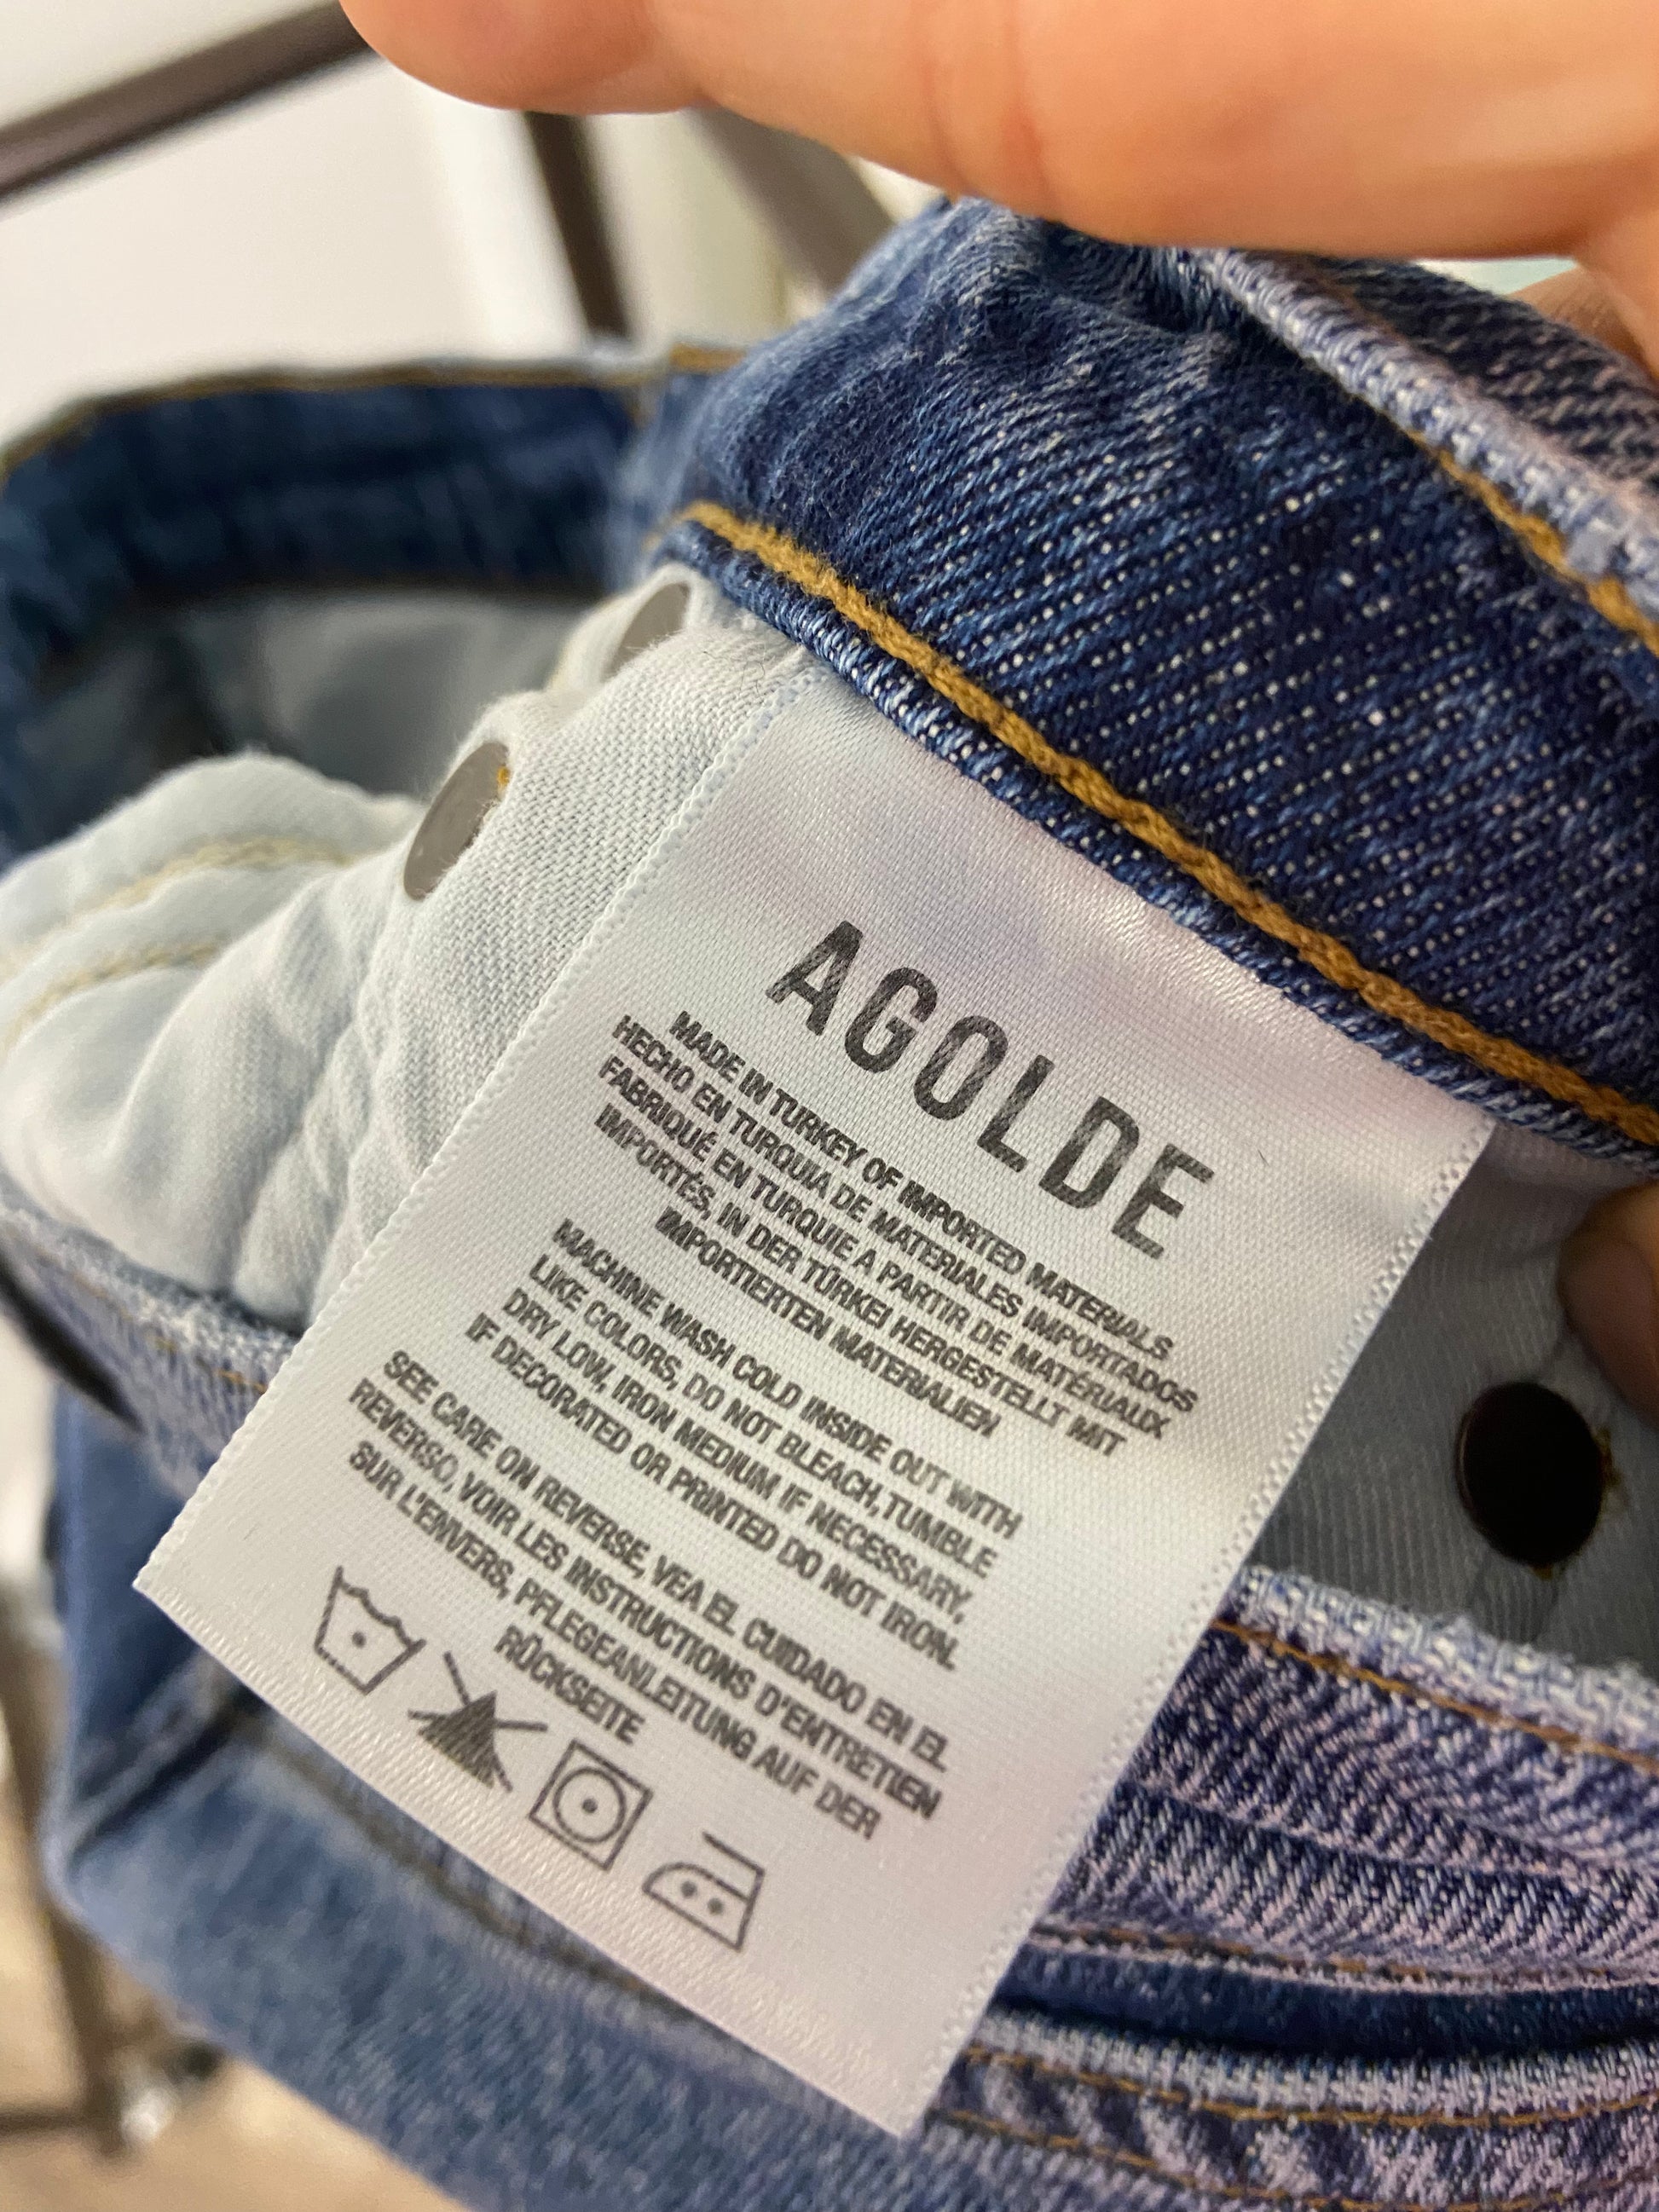 AGOLDE
MADE IN TURKEY OF IMPORTED MATERIALS
HECHO EN TURQUIA DE MATERIALES IMPORTADOS
FABRIQUÉ EN TURQUIE A PARTIR DE MATÉRIAUX
IMPORTÉS, IN DER TÜRKEI HERGESTELLT MIT
IMPORTIERTEN MATERIALIEN
MACHINE WASH COLD INSIDE OUT WITH
LIKE COLORS, DO NOT BLEACH, TUMBLE
DRY LOW, IRON MEDIUM IF NECESSARY,
IF DECORATED OR PRINTED DO NOT IRON.
SEE CARE ON REVERSE, VEA EL CUIDADO EN EL
REVERSO, VOIR LES INSTRUCTIONS D'ENTRETIEN
SUR L'ENVERS, PFLEGEANLEITUNG AUF DER
RÜCKSEITE